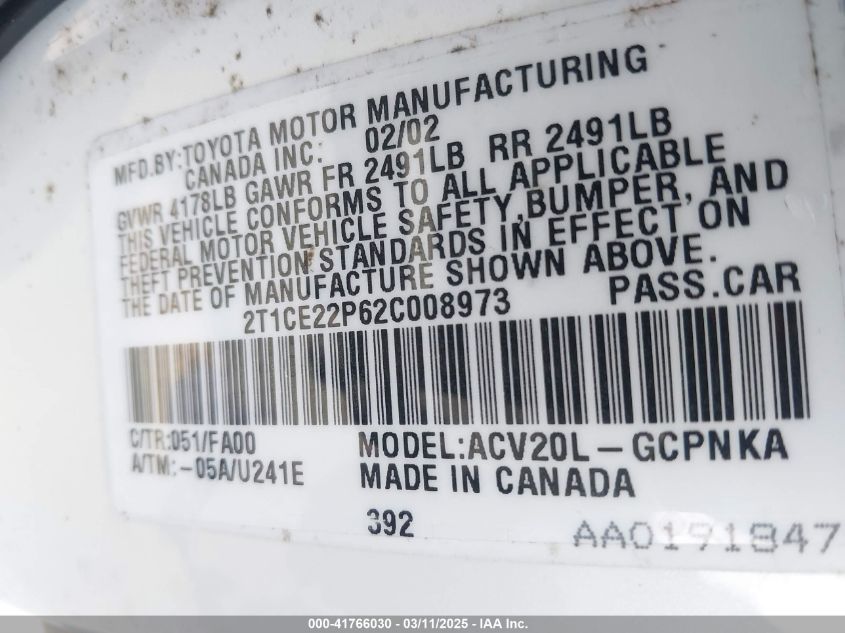 MFD.BY:TOYOTA MOTOR MANUFACTURING
CANADA INC: 02/02
GVWR 4178LB GAWR FR 2491LB RR 2491LB
THIS VEHICLE CONFORMS TO ALL APPLICABLE
FEDERAL MOTOR VEHICLE SAFETY,BUMPER, AND
THEFT PREVENTION STANDARDS IN EFFECT ON
THE DATE OF MANUFACTURE SHOWN ABOVE.
2T1CE22P62C008973 PASS.CAR
C/TR:051/FA00 MODEL:ACV20L-GCPNKA
A/TM:-05A/U241E MADE IN CANADA
392 AA0191847
000-41766030 - 03/11/2025 - IAA Inc.